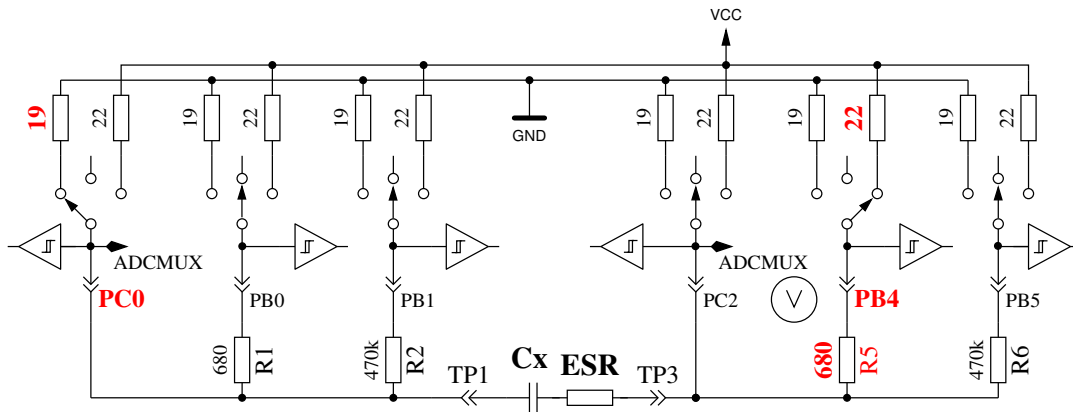 VCC
19
22
19
22
19
22
GND
19
22
19
22
19
22
ADCMUX
ADCMUX
PC0
PB0
PB1
PC2
V
PB4
PB5
680
R1
470k
R2
TP1
Cx
ESR
TP3
680
R5
470k
R6